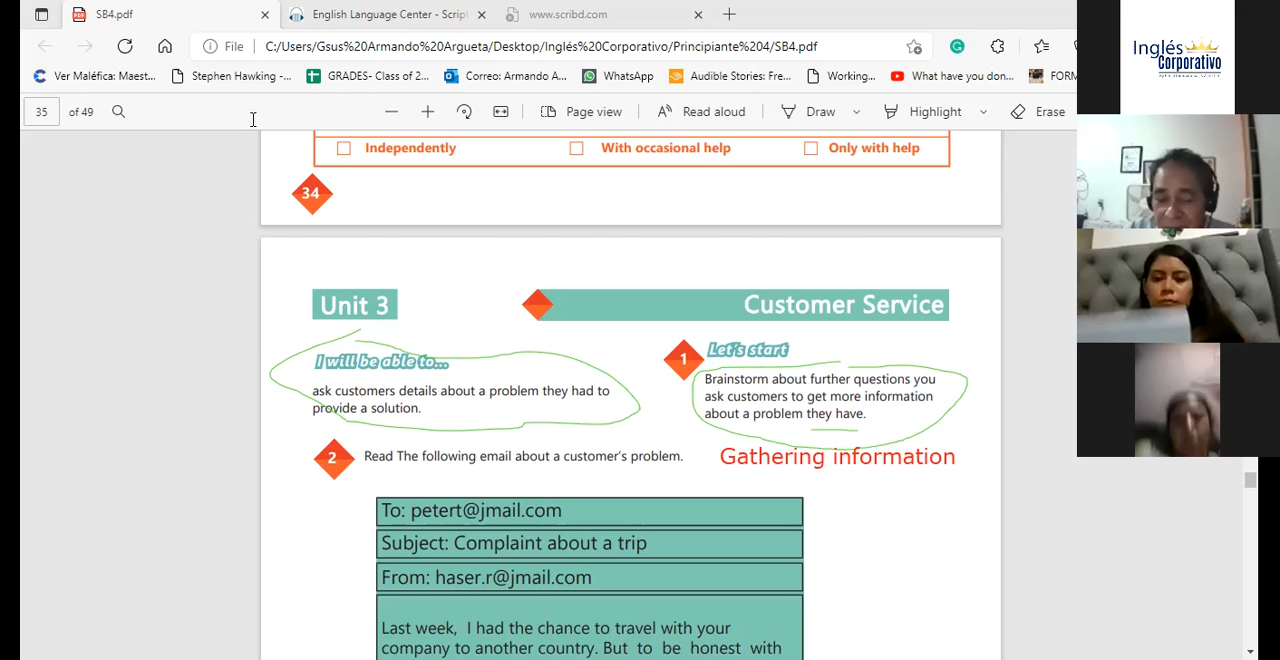 SB4.pdf
English Language Center - Script
www.scribd.com
File
C:/Users/Gsus%20Armando%20Argueta/Desktop/Inglés%20Corporativo/Principiante%204/SB4.pdf
Ver Maléfica: Maest...
Stephen Hawking -...
GRADES- Class of 2...
Correo: Armando A...
WhatsApp
Audible Stories: Fre...
Working...
What have you don...
FORM
35 of 49
Page view
Read aloud
Draw
Highlight
Erase
Independently
With occasional help
Only with help
34
Unit 3
Customer Service
I will be able to...
ask customers details about a problem they had to
provide a solution.
1
Let's start
Brainstorm about further questions you
ask customers to get more information
about a problem they have.
2
Read The following email about a customer's problem.
Gathering information
To: petert@jmail.com
Subject: Complaint about a trip
From: haser.r@jmail.com
Last week, I had the chance to travel with your
company to another country. But to be honest with
Inglés
Corporativo